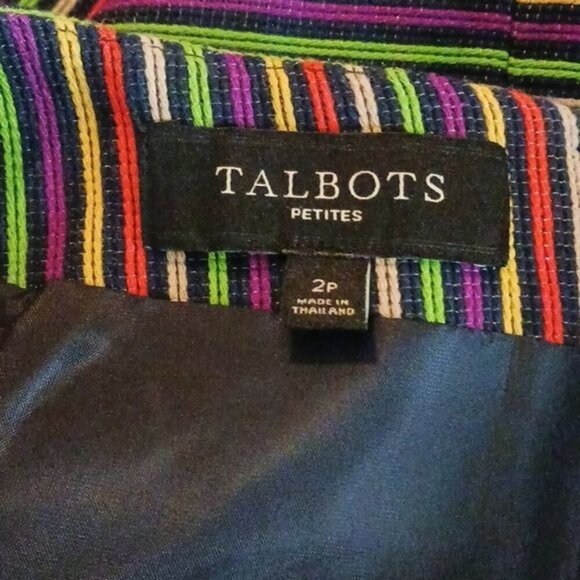 TALBOTS
PETITES
2P
MADE IN
THAILAND